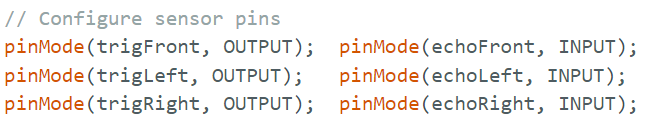 // Configure sensor pins
pinMode(trigFront, OUTPUT);  pinMode(echoFront, INPUT);
pinMode(trigLeft, OUTPUT);   pinMode(echoLeft, INPUT);
pinMode(trigRight, OUTPUT);  pinMode(echoRight, INPUT);